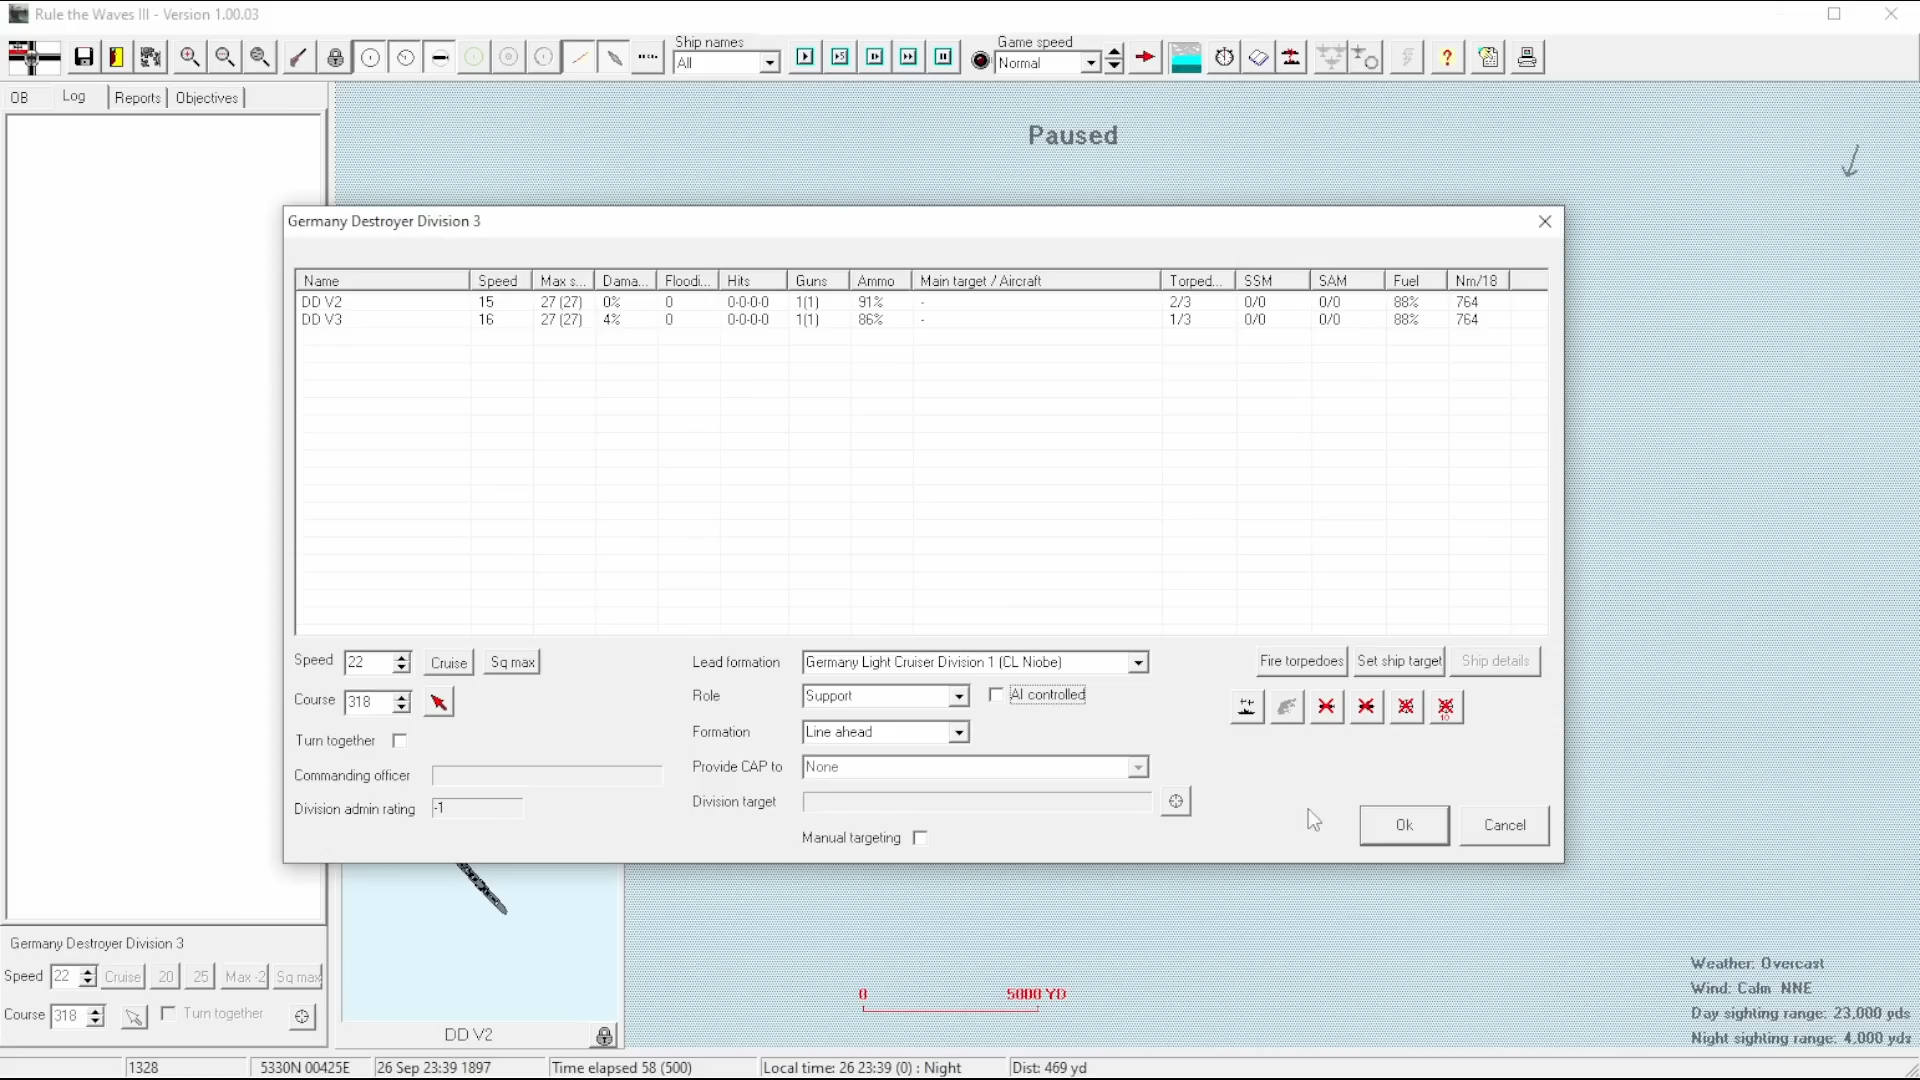 Rule the Waves III - Version 1.00.03
Ship names
All
Game speed
Normal
OB
Log
Reports
Objectives
Paused
Germany Destroyer Division 3
Name Speed Max s... Dama... Floodi... Hits Guns Ammo Main target / Aircraft Torped... SSM SAM Fuel Nm/18
DD V2 15 27 (27) 0% 0 0-0-0-0 1(1) 91% - 2/3 0/0 0/0 88% 764
DD V3 16 27 (27) 4% 0 0-0-0-0 1(1) 86% - 1/3 0/0 0/0 88% 764
Speed 22 Cruise Sq max
Lead formation Germany Light Cruiser Division 1 (CL Niobe)
Fire torpedoes Set ship target Ship details
Course 318
Role Support AI controlled
10
Turn together
Formation Line ahead
Commanding officer
Provide CAP to None
Division admin rating -1
Division target
Manual targeting
Ok
Cancel
Germany Destroyer Division 3
Speed 22 Cruise 20 25 Max -2 Sq max
Course 318 Turn together
DD V2
0 5000 YD
Weather: Overcast
Wind: Calm NNE
Day sighting range: 23,000 yds
Night sighting range: 4,000 yds
1328 5330N 00425E 26 Sep 23:39 1897 Time elapsed 58 (500) Local time: 26 23:39 (0) : Night Dist: 469 yd